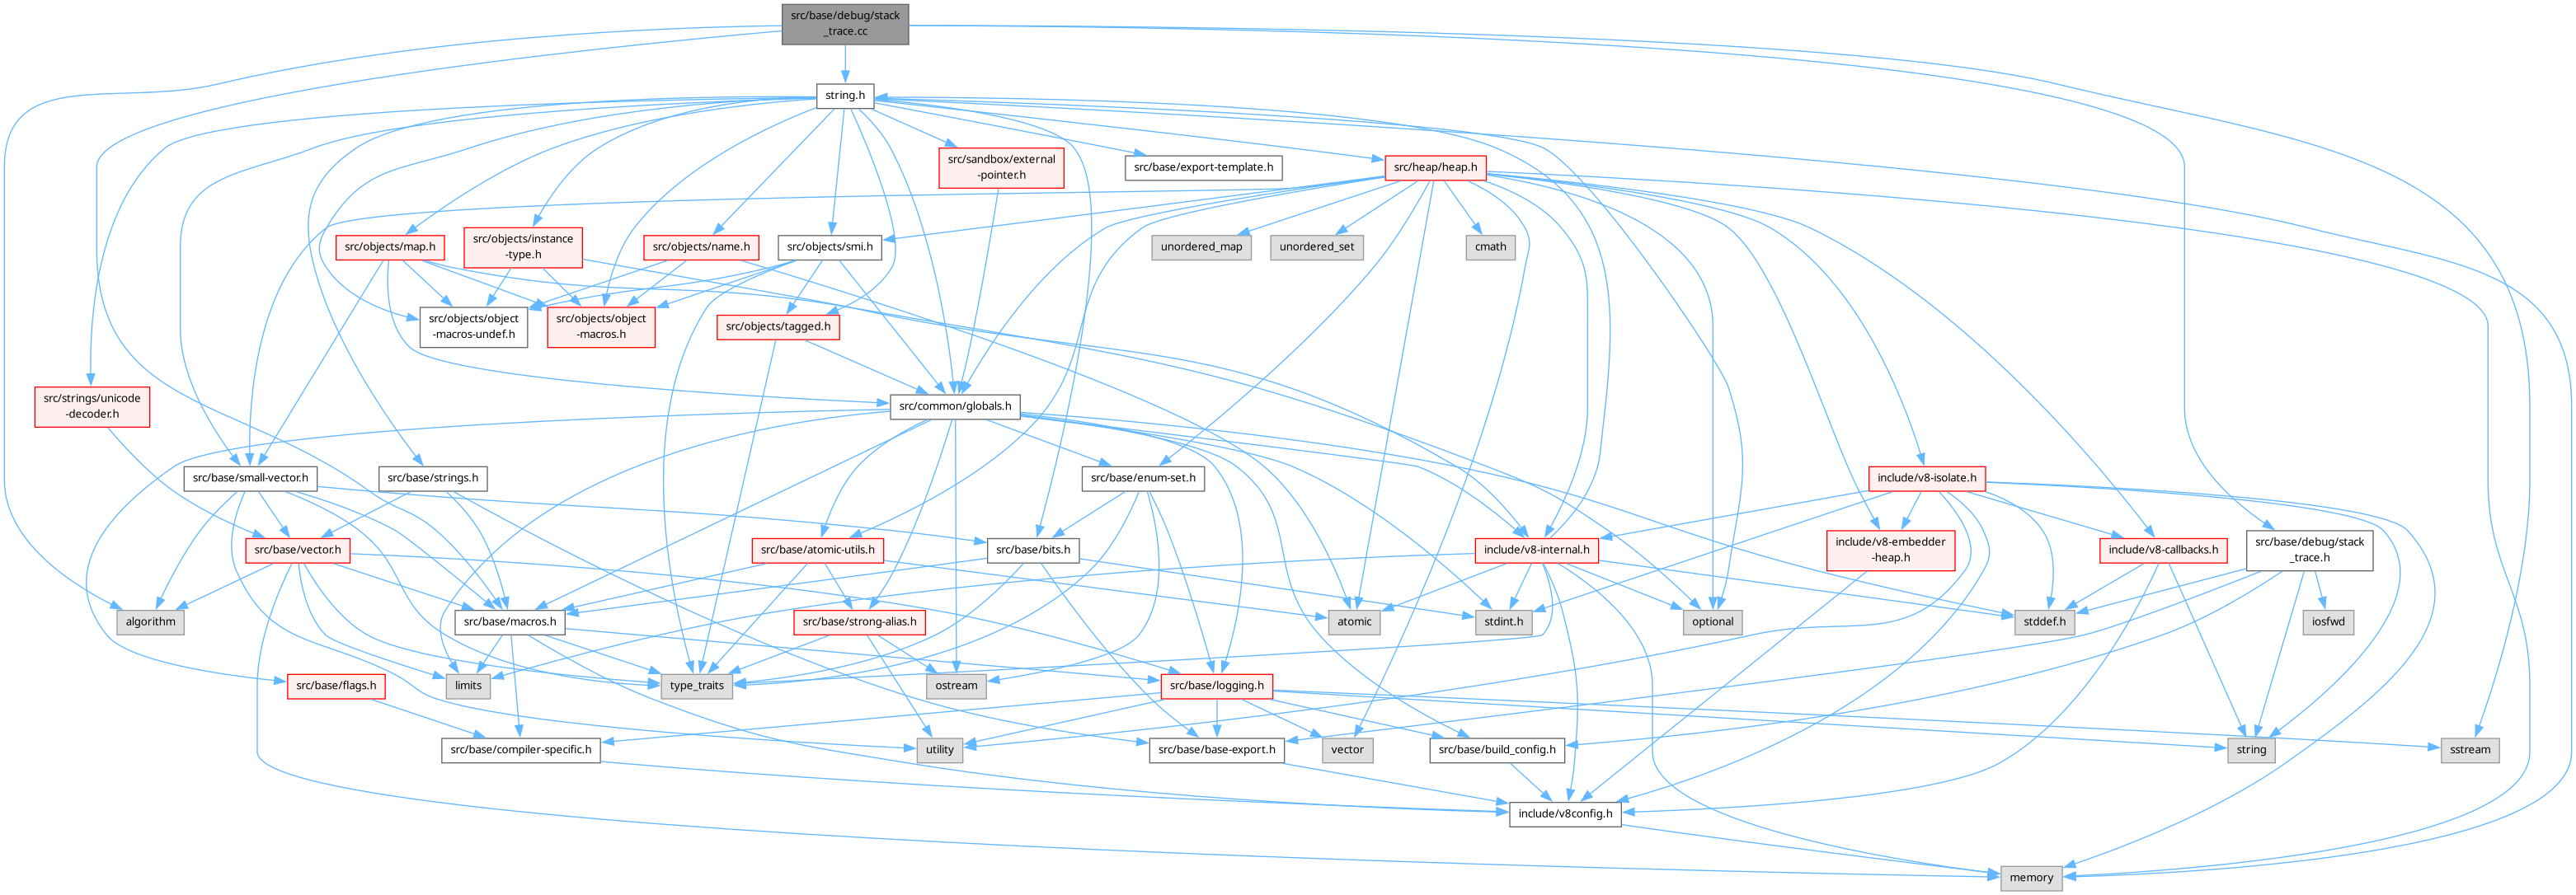 src/base/debug/stack
_trace.cc
string.h
src/sandbox/external
-pointer.h
src/base/export-template.h
src/heap/heap.h
src/objects/map.h
src/objects/instance
-type.h
src/objects/name.h
src/objects/smi.h
unordered_map
unordered_set
cmath
src/objects/object
-macros-undef.h
src/objects/object
-macros.h
src/objects/tagged.h
src/strings/unicode
-decoder.h
src/common/globals.h
src/base/small-vector.h
src/base/strings.h
src/base/enum-set.h
include/v8-isolate.h
src/base/vector.h
src/base/atomic-utils.h
src/base/bits.h
include/v8-internal.h
include/v8-embedder
-heap.h
include/v8-callbacks.h
src/base/debug/stack
_trace.h
algorithm
src/base/macros.h
src/base/strong-alias.h
atomic
stdint.h
optional
stddef.h
iosfwd
src/base/flags.h
limits
type_traits
ostream
src/base/logging.h
src/base/compiler-specific.h
utility
src/base/base-export.h
vector
src/base/build_config.h
string
sstream
include/v8config.h
memory